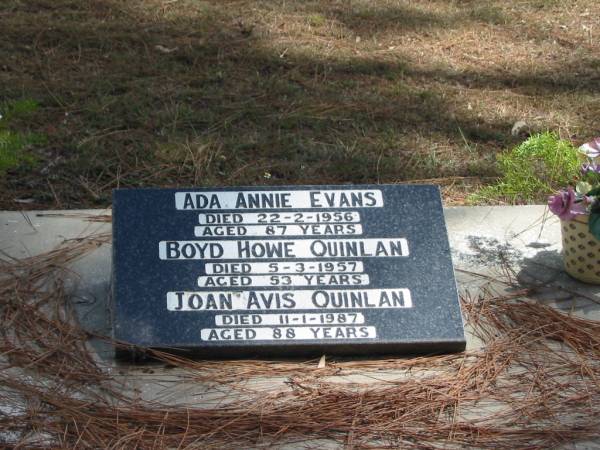 ADA ANNIE EVANS
DIED 22-2-1956
AGED 87 YEARS
BOYD HOWE QUINLAN
DIED 5-3-1957
AGED 53 YEARS
JOAN AVIS QUINLAN
DIED 11-1-1987
AGED 88 YEARS